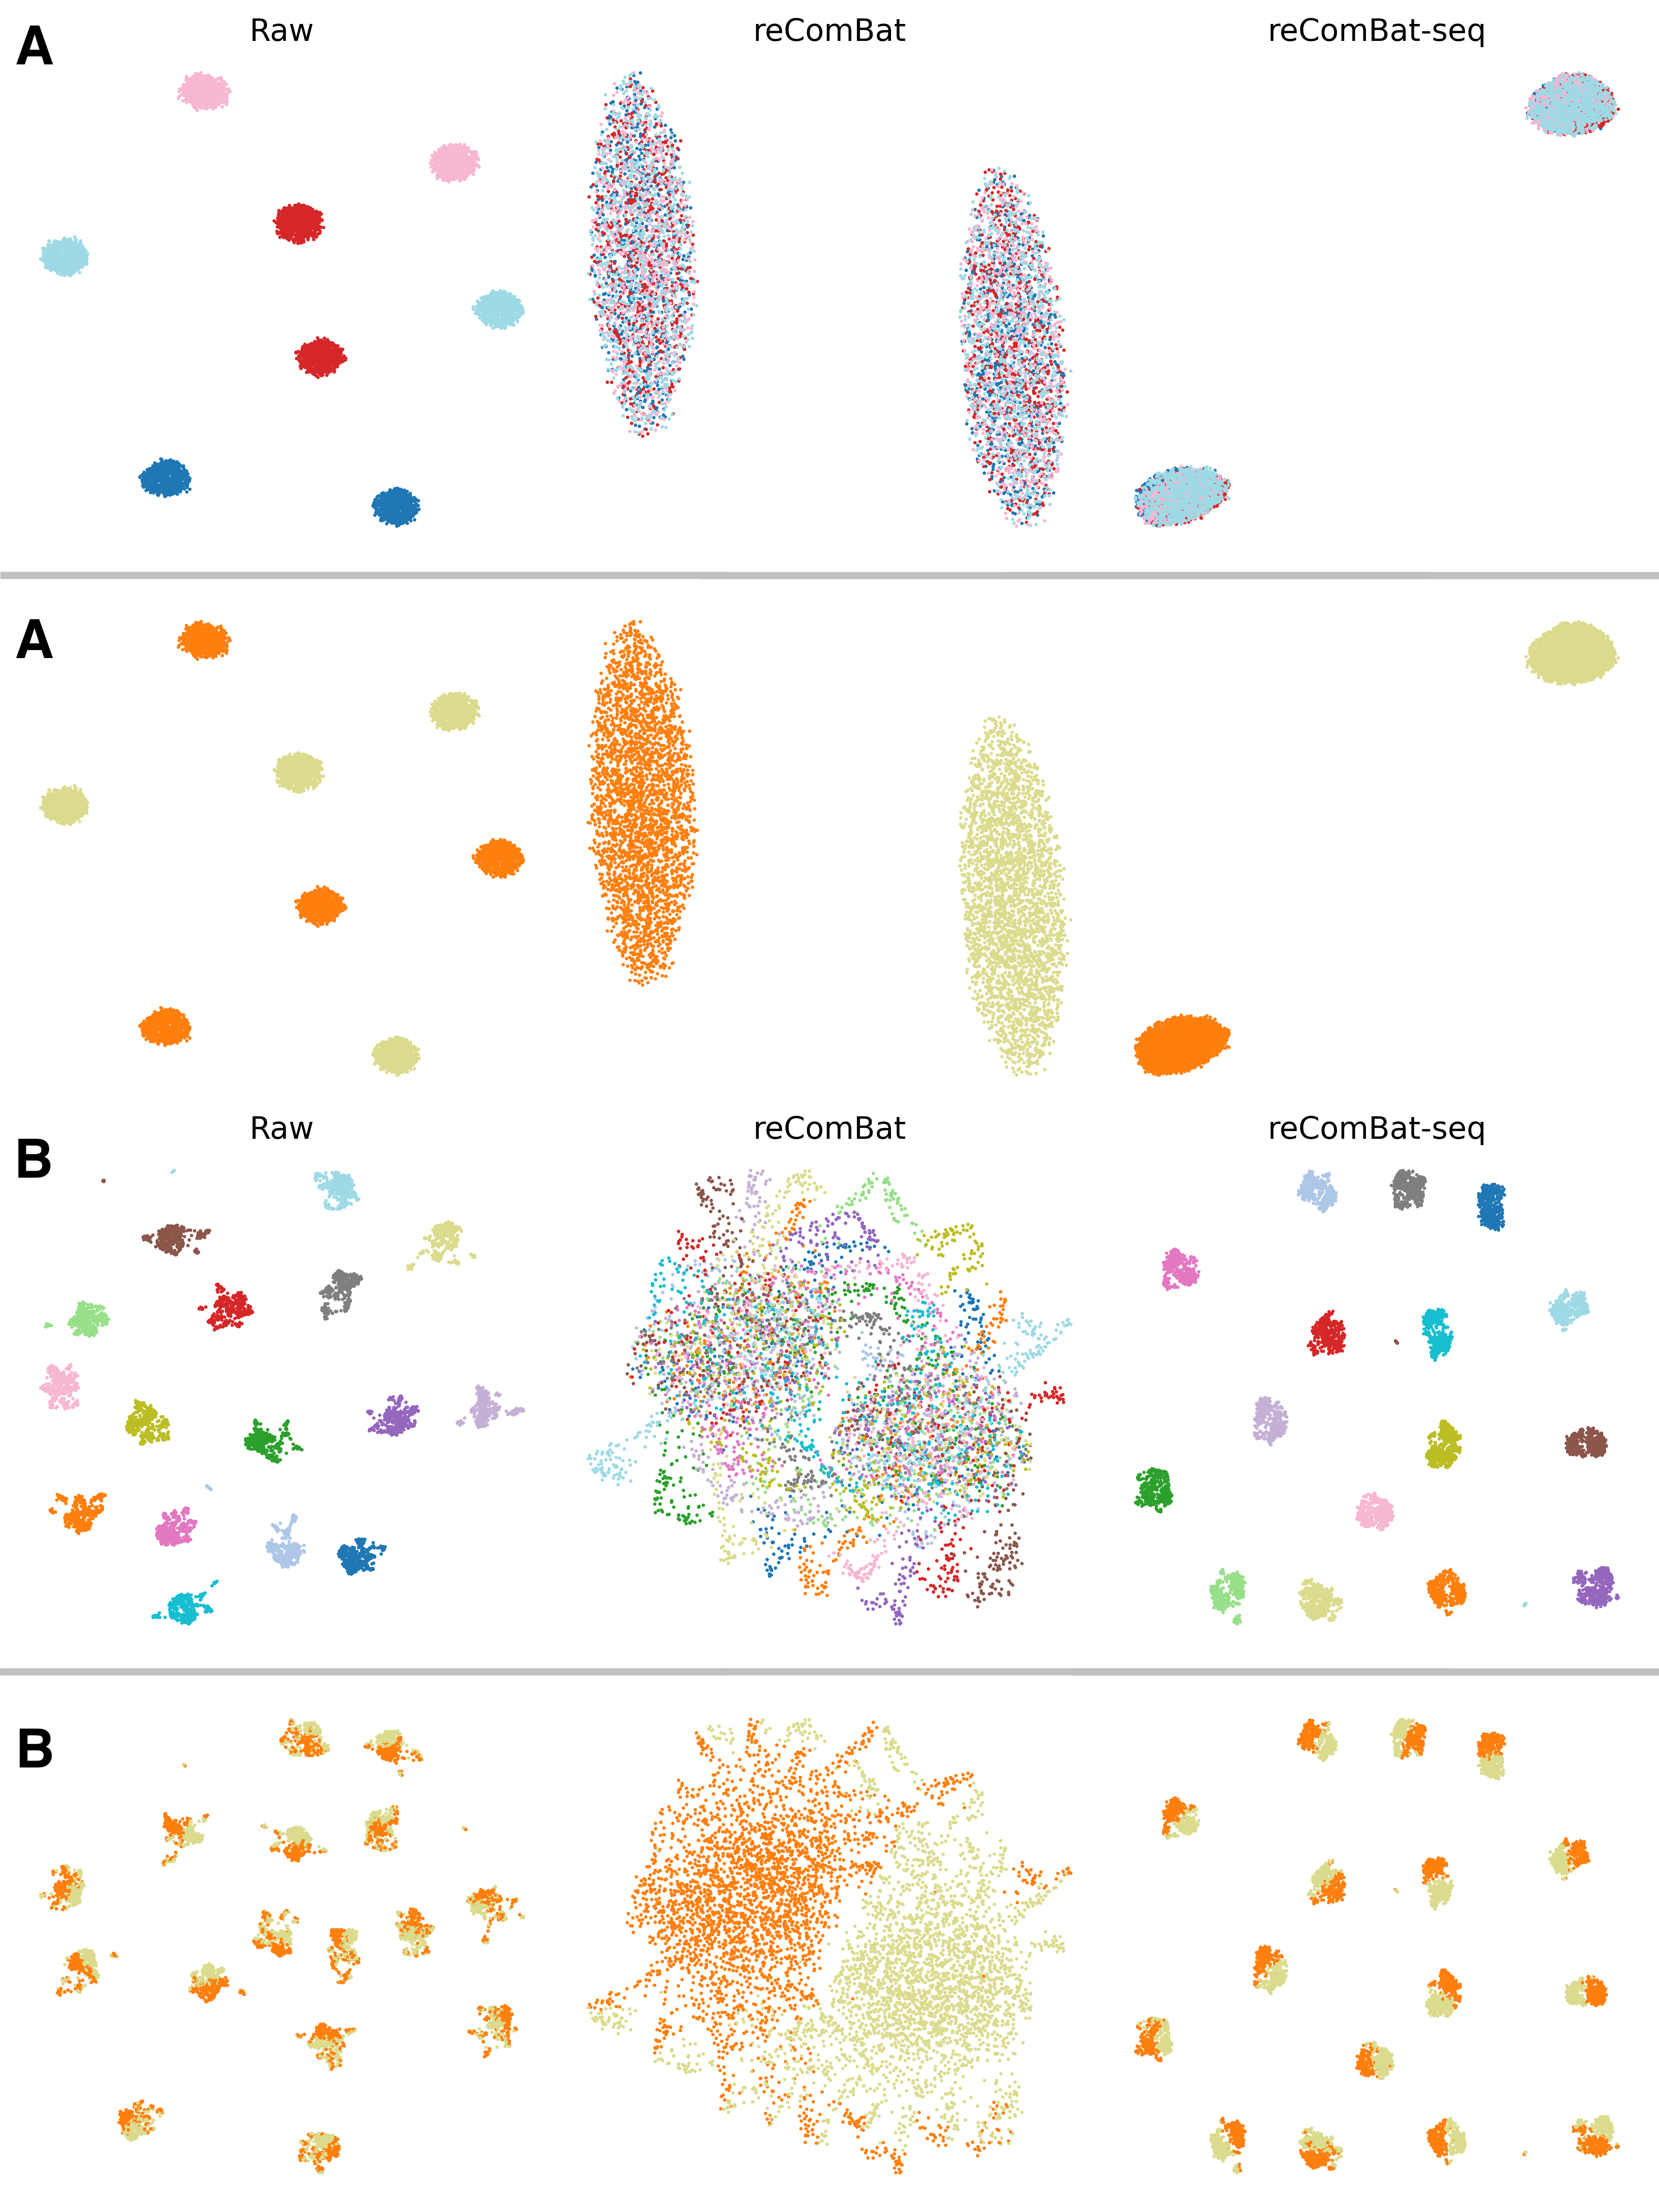 A Raw reComBat reComBat-seq
A
B Raw reComBat reComBat-seq
B